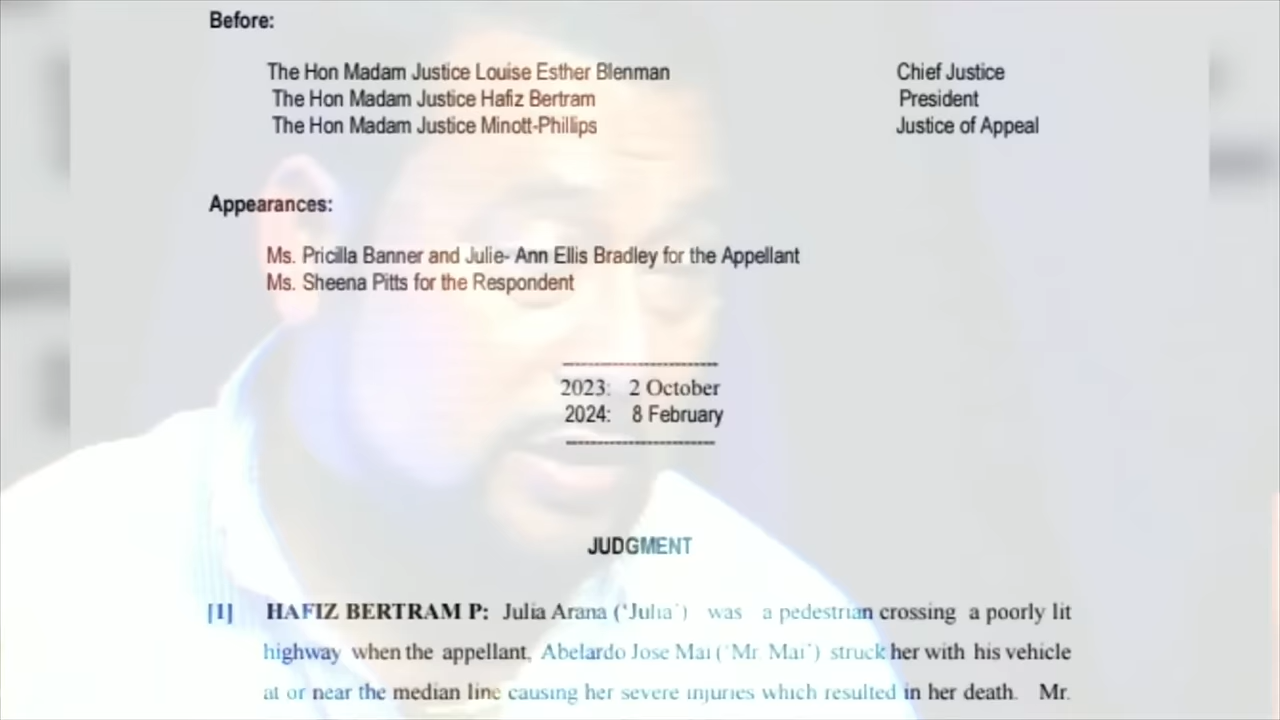 Before:
The Hon Madam Justice Louise Esther Blenman Chief Justice
The Hon Madam Justice Hafiz Bertram President
The Hon Madam Justice Minott-Phillips Justice of Appeal
Appearances:
Ms. Pricilla Banner and Julie- Ann Ellis Bradley for the Appellant
Ms. Sheena Pitts for the Respondent
2023: 2 October
2024: 8 February
JUDGMENT
[1] HAFIZ BERTRAM P: Julia Arana ('Julia') was a pedestrian crossing a poorly lit
highway when the appellant, Abelardo Jose Mai ('Mr. Mai') struck her with his vehicle
at or near the median line causing her severe injuries which resulted in her death. Mr.